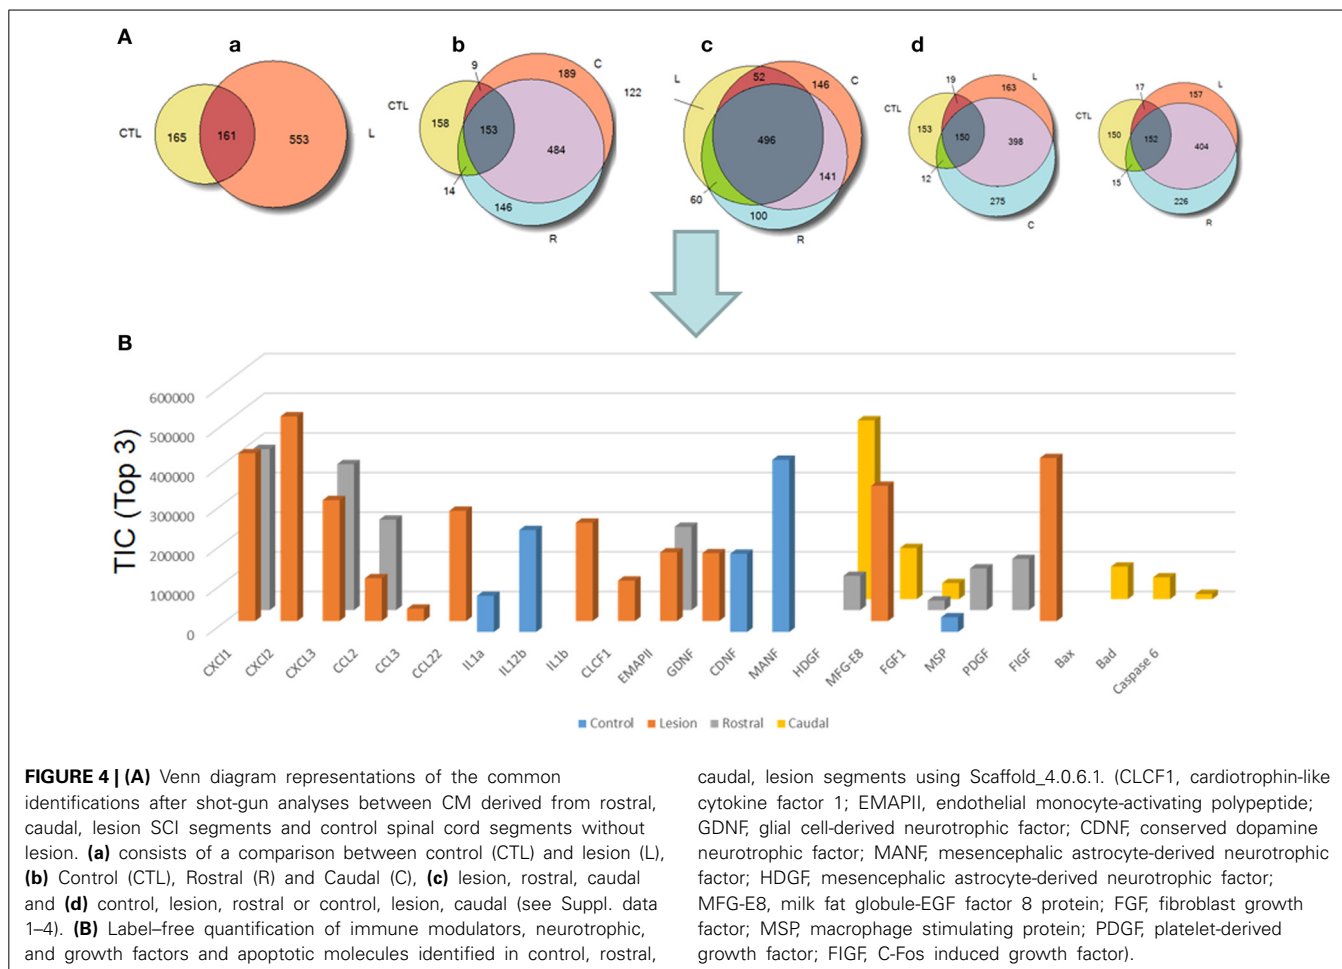 A
a
b
c
d
CTL
165
161
553
L
9
C
189
122
CTL
158
153
484
14
146
R
L
52
146
C
496
141
60
100
R
19
L
163
CTL
153
150
398
12
275
C
17
L
157
CTL
150
152
404
15
226
R
B
TIC (Top 3)
600000
500000
400000
300000
200000
100000
0
CXCl1
CXCl2
CXCL3
CCL2
CCL3
CCL22
IL1a
IL12b
IL1b
CLCF1
EMAPII
GDNF
CDNF
MANF
HDGF
MFG-E8
FGF1
MSP
PDGF
FIGF
Bax
Bad
Caspase 6
Control
Lesion
Rostral
Caudal
FIGURE 4 | (A) Venn diagram representations of the common
identifications after shot-gun analyses between CM derived from rostral,
caudal, lesion SCI segments and control spinal cord segments without
lesion. (a) consists of a comparison between control (CTL) and lesion (L),
(b) Control (CTL), Rostral (R) and Caudal (C), (c) lesion, rostral, caudal
and (d) control, lesion, rostral or control, lesion, caudal (see Suppl. data
1–4). (B) Label–free quantification of immune modulators, neurotrophic,
and growth factors and apoptotic molecules identified in control, rostral,
caudal, lesion segments using Scaffold_4.0.6.1. (CLCF1, cardiotrophin-like
cytokine factor 1; EMAPII, endothelial monocyte-activating polypeptide;
GDNF, glial cell-derived neurotrophic factor; CDNF, conserved dopamine
neurotrophic factor; MANF, mesencephalic astrocyte-derived neurotrophic
factor; HDGF, mesencephalic astrocyte-derived neurotrophic factor;
MFG-E8, milk fat globule-EGF factor 8 protein; FGF, fibroblast growth
factor; MSP, macrophage stimulating protein; PDGF, platelet-derived
growth factor; FIGF, C-Fos induced growth factor).